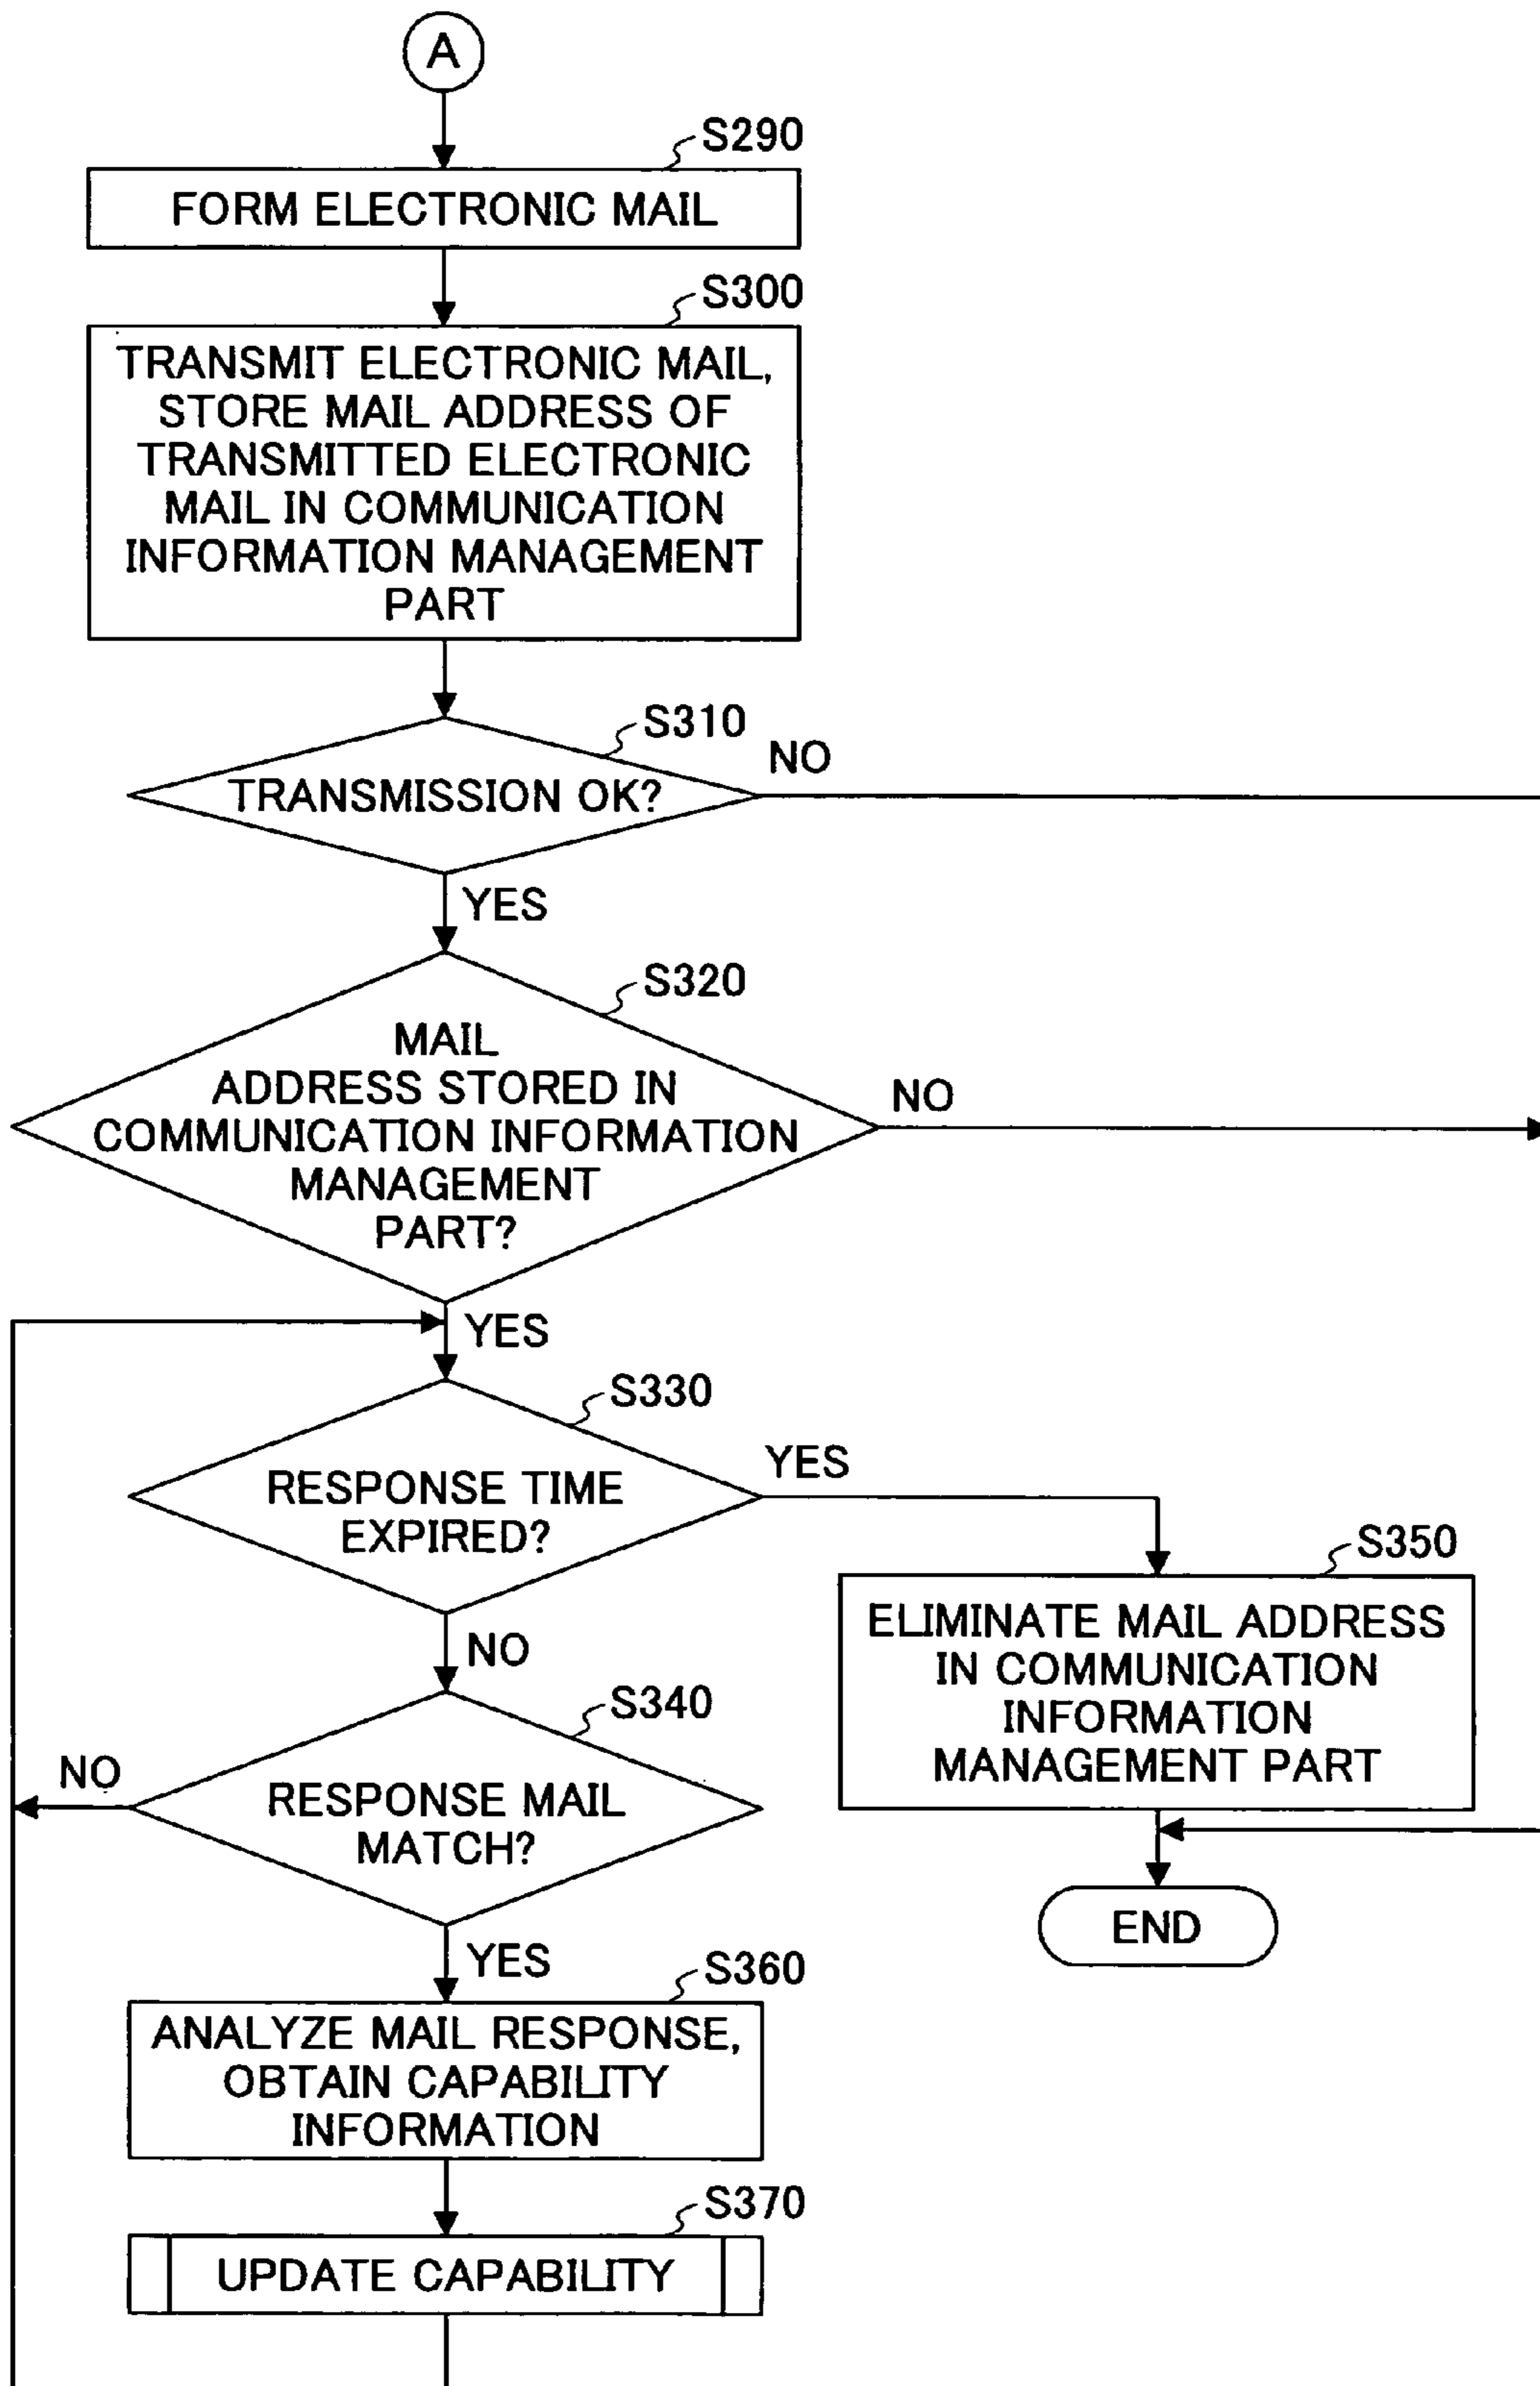 A
S290
FORM ELECTRONIC MAIL
S300
TRANSMIT ELECTRONIC MAIL,
STORE MAIL ADDRESS OF
TRANSMITTED ELECTRONIC
MAIL IN COMMUNICATION
INFORMATION MANAGEMENT
PART
S310
NO
TRANSMISSION OK?
YES
S320
MAIL
ADDRESS STORED IN
COMMUNICATION INFORMATION
MANAGEMENT
PART?
NO
YES
S330
YES
RESPONSE TIME
EXPIRED?
NO
S350
ELIMINATE MAIL ADDRESS
IN COMMUNICATION
INFORMATION
MANAGEMENT PART
S340
NO
RESPONSE MAIL
MATCH?
YES
END
S360
ANALYZE MAIL RESPONSE,
OBTAIN CAPABILITY
INFORMATION
S370
UPDATE CAPABILITY